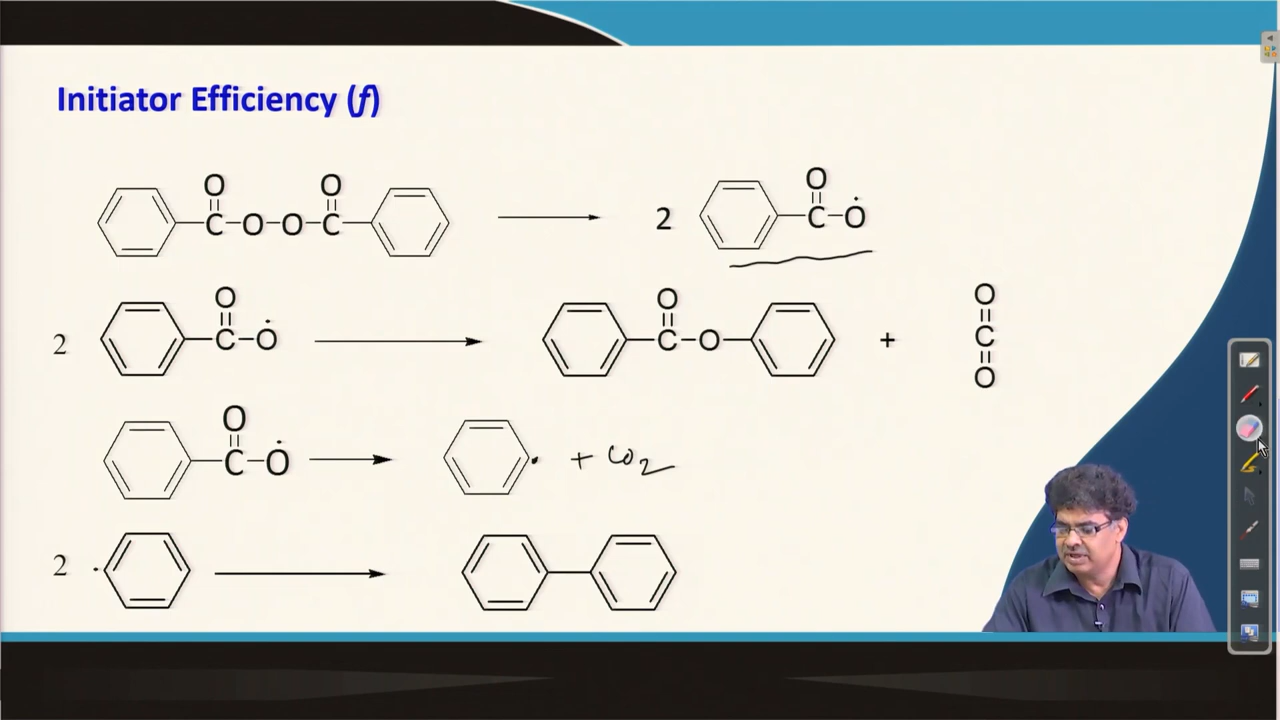 Initiator Efficiency (f)
O O O
C-O-O-C 2 C-Ȯ
O O O
2 C-Ȯ C-O + C
O
O
C-Ȯ + CO2
2